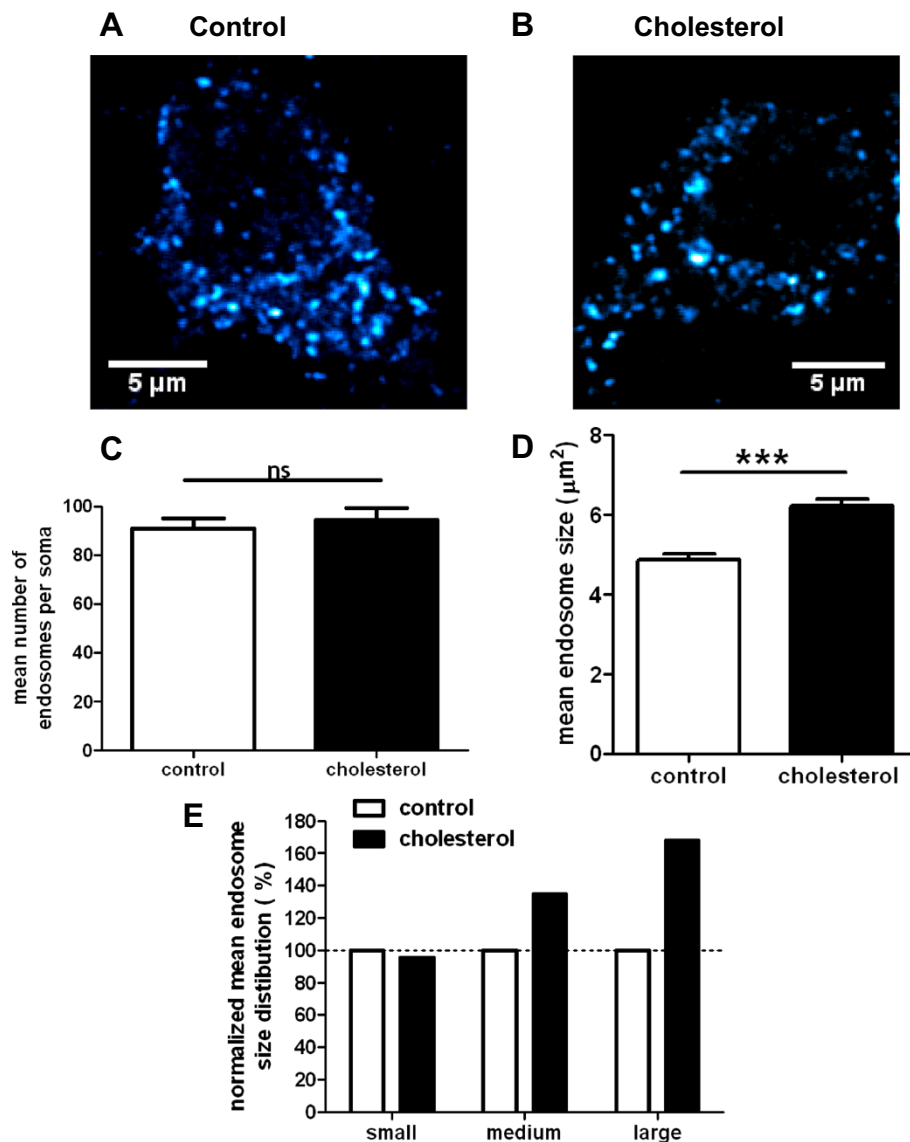 A Control
B Cholesterol
5 µm
5 µm
C
ns
100
80
60
40
20
0
mean number of
endosomes per soma
control cholesterol
D
***
8
6
4
2
0
mean endosome size (µm²)
control cholesterol
E
control
cholesterol
180
160
140
120
100
80
60
40
20
0
normalized mean endosome
size distibution ( %)
small medium large